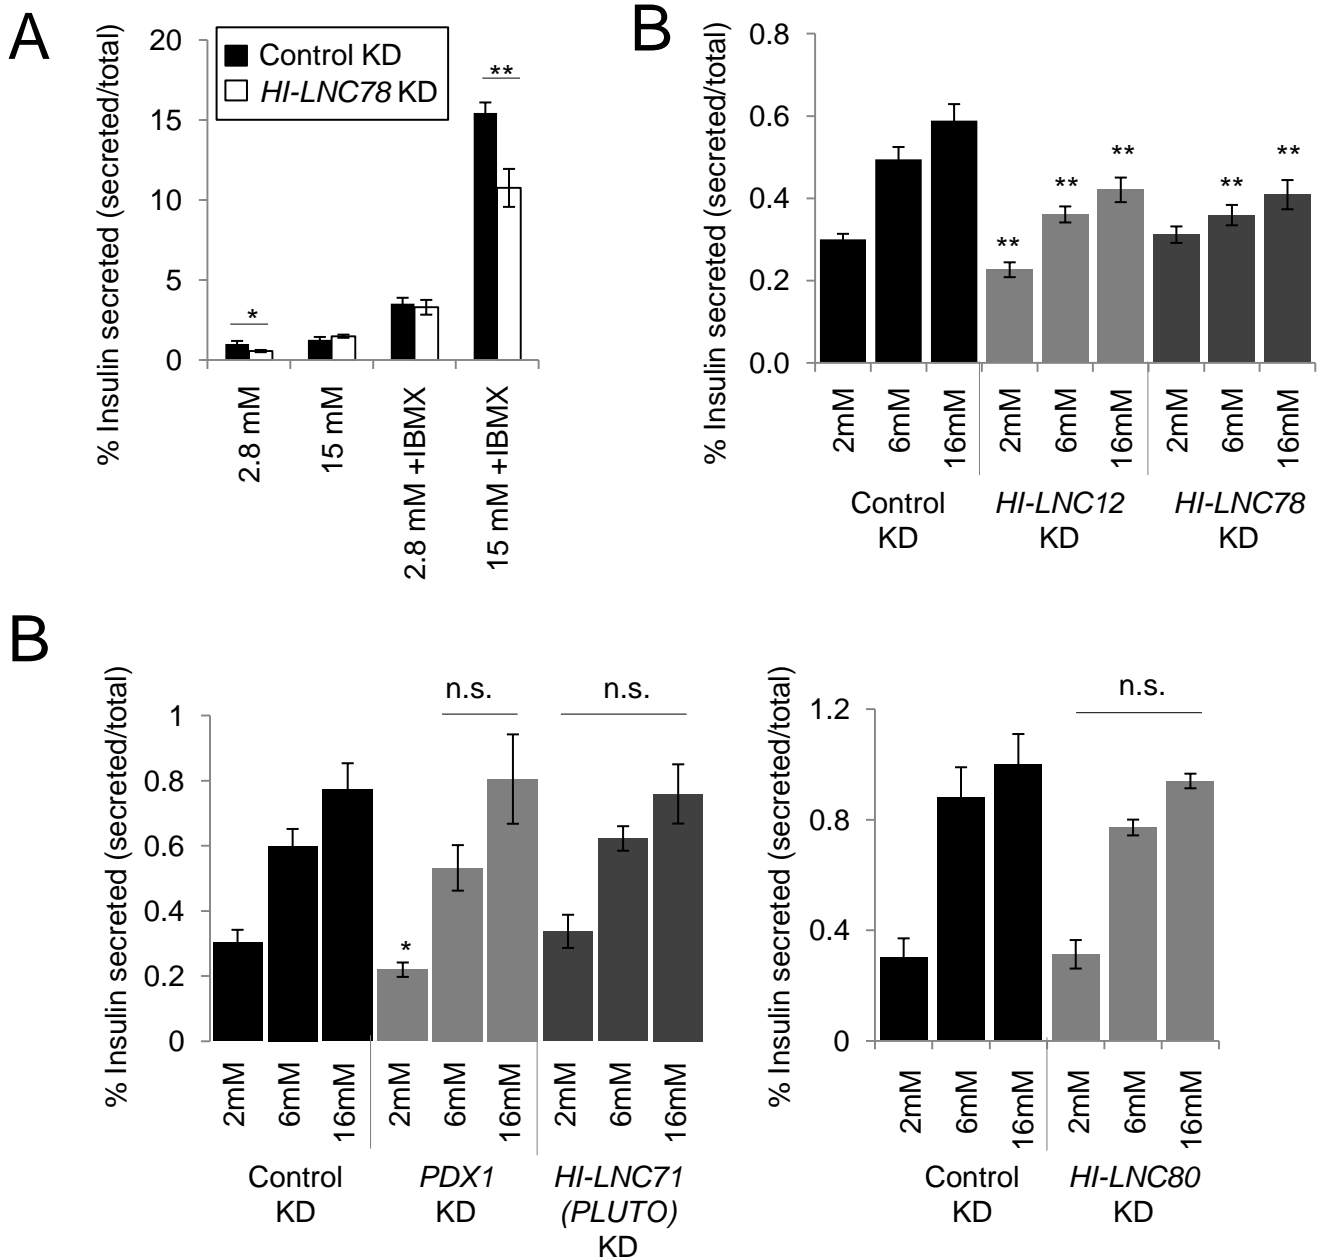 A
% Insulin secreted (secreted/total)
20
15
10
5
0
Control KD
HI-LNC78 KD
*
**
2.8 mM
15 mM
2.8 mM +IBMX
15 mM +IBMX
B
% Insulin secreted (secreted/total)
0.8
0.6
0.4
0.2
0.0
**
**
**
**
**
2mM
6mM
16mM
2mM
6mM
16mM
2mM
6mM
16mM
Control
KD
HI-LNC12
KD
HI-LNC78
KD
B
% Insulin secreted (secreted/total)
1
0.8
0.6
0.4
0.2
0
*
n.s.
n.s.
2mM
6mM
16mM
2mM
6mM
16mM
2mM
6mM
16mM
Control
KD
PDX1
KD
HI-LNC71
(PLUTO)
KD
% Insulin secreted (secreted/total)
1.2
0.8
0.4
0
n.s.
2mM
6mM
16mM
2mM
6mM
16mM
Control
KD
HI-LNC80
KD